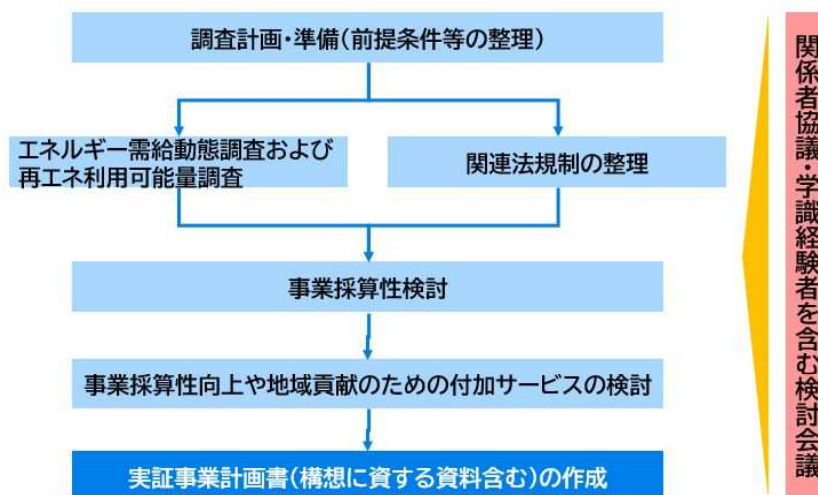 調査計画・準備(前提条件等の整理)
エネルギー需給動態調査および
再エネ利用可能量調査
関連法規制の整理
事業採算性検討
事業採算性向上や地域貢献のための付加サービスの検討
実証事業計画書(構想に資する資料含む)の作成
関係者協議・学識経験者を含む検討会議